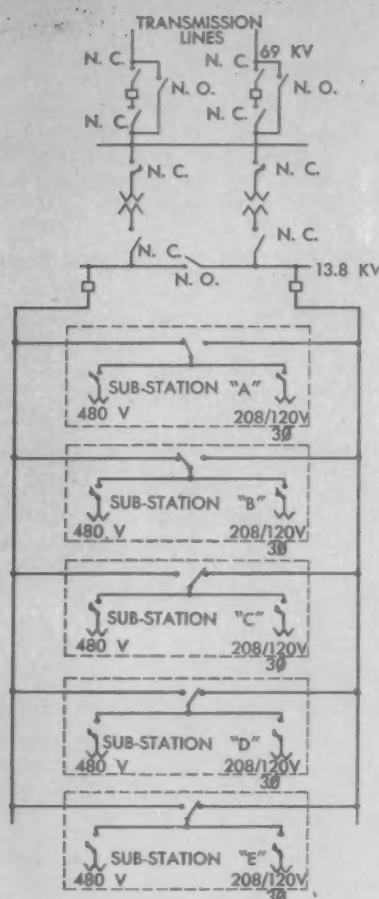 TRANSMISSION
LINES
69 KV
N. C.
N. C.
N. O.
N. O.
N. C.
N. C.
N. C.
N. C.
N. C.
N. C.
N. O.
13.8 KV
SUB-STATION "A"
480 V
208/120V
3Ø
SUB-STATION "B"
480 V
208/120V
3Ø
SUB-STATION "C"
480 V
208/120V
3Ø
SUB-STATION "D"
480 V
208/120V
3Ø
SUB-STATION "E"
480 V
208/120V
3Ø